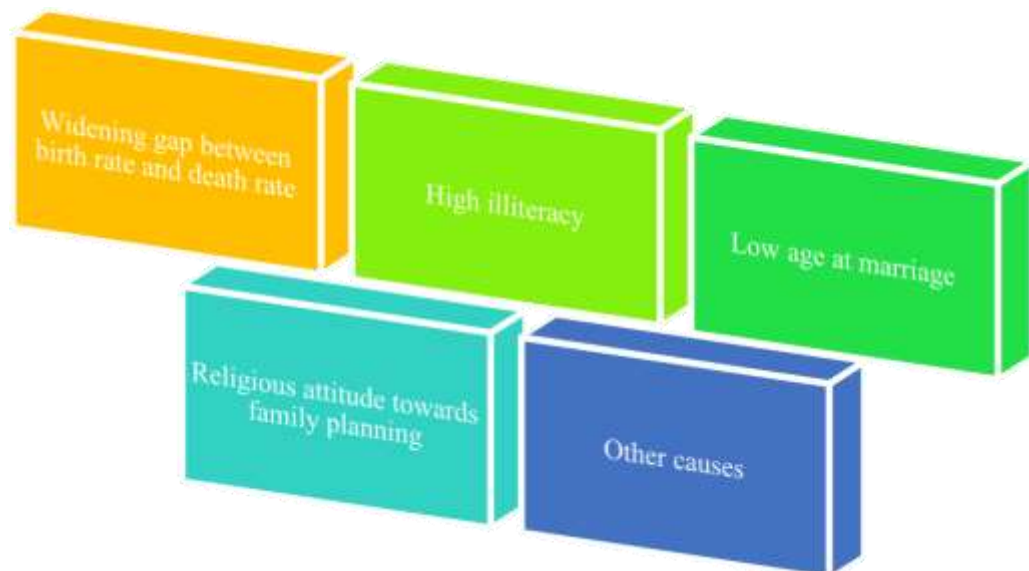 Widening gap between
birth rate and death rate
High illiteracy
Low age at marriage
Religious attitude towards
family planning
Other causes